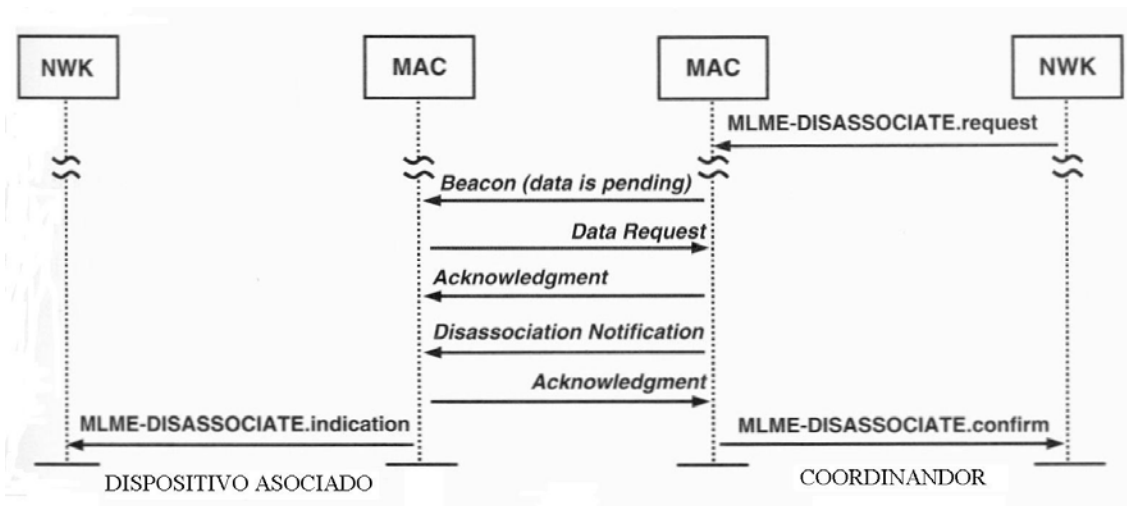 NWK
MAC
MAC
NWK
MLME-DISASSOCIATE.request
Beacon (data is pending)
Data Request
Acknowledgment
Disassociation Notification
Acknowledgment
MLME-DISASSOCIATE.indication
MLME-DISASSOCIATE.confirm
DISPOSITIVO ASOCIADO
COORDINANDOR